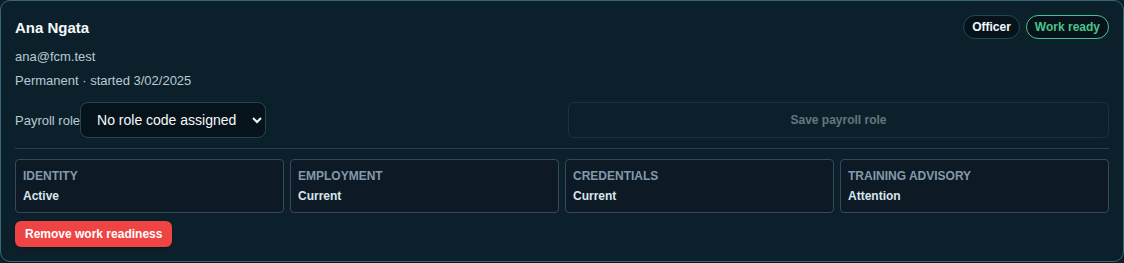 Ana Ngata
Officer
Work ready
ana@fcm.test
Permanent · started 3/02/2025
Payroll role
No role code assigned
Save payroll role
IDENTITY
Active
EMPLOYMENT
Current
CREDENTIALS
Current
TRAINING ADVISORY
Attention
Remove work readiness